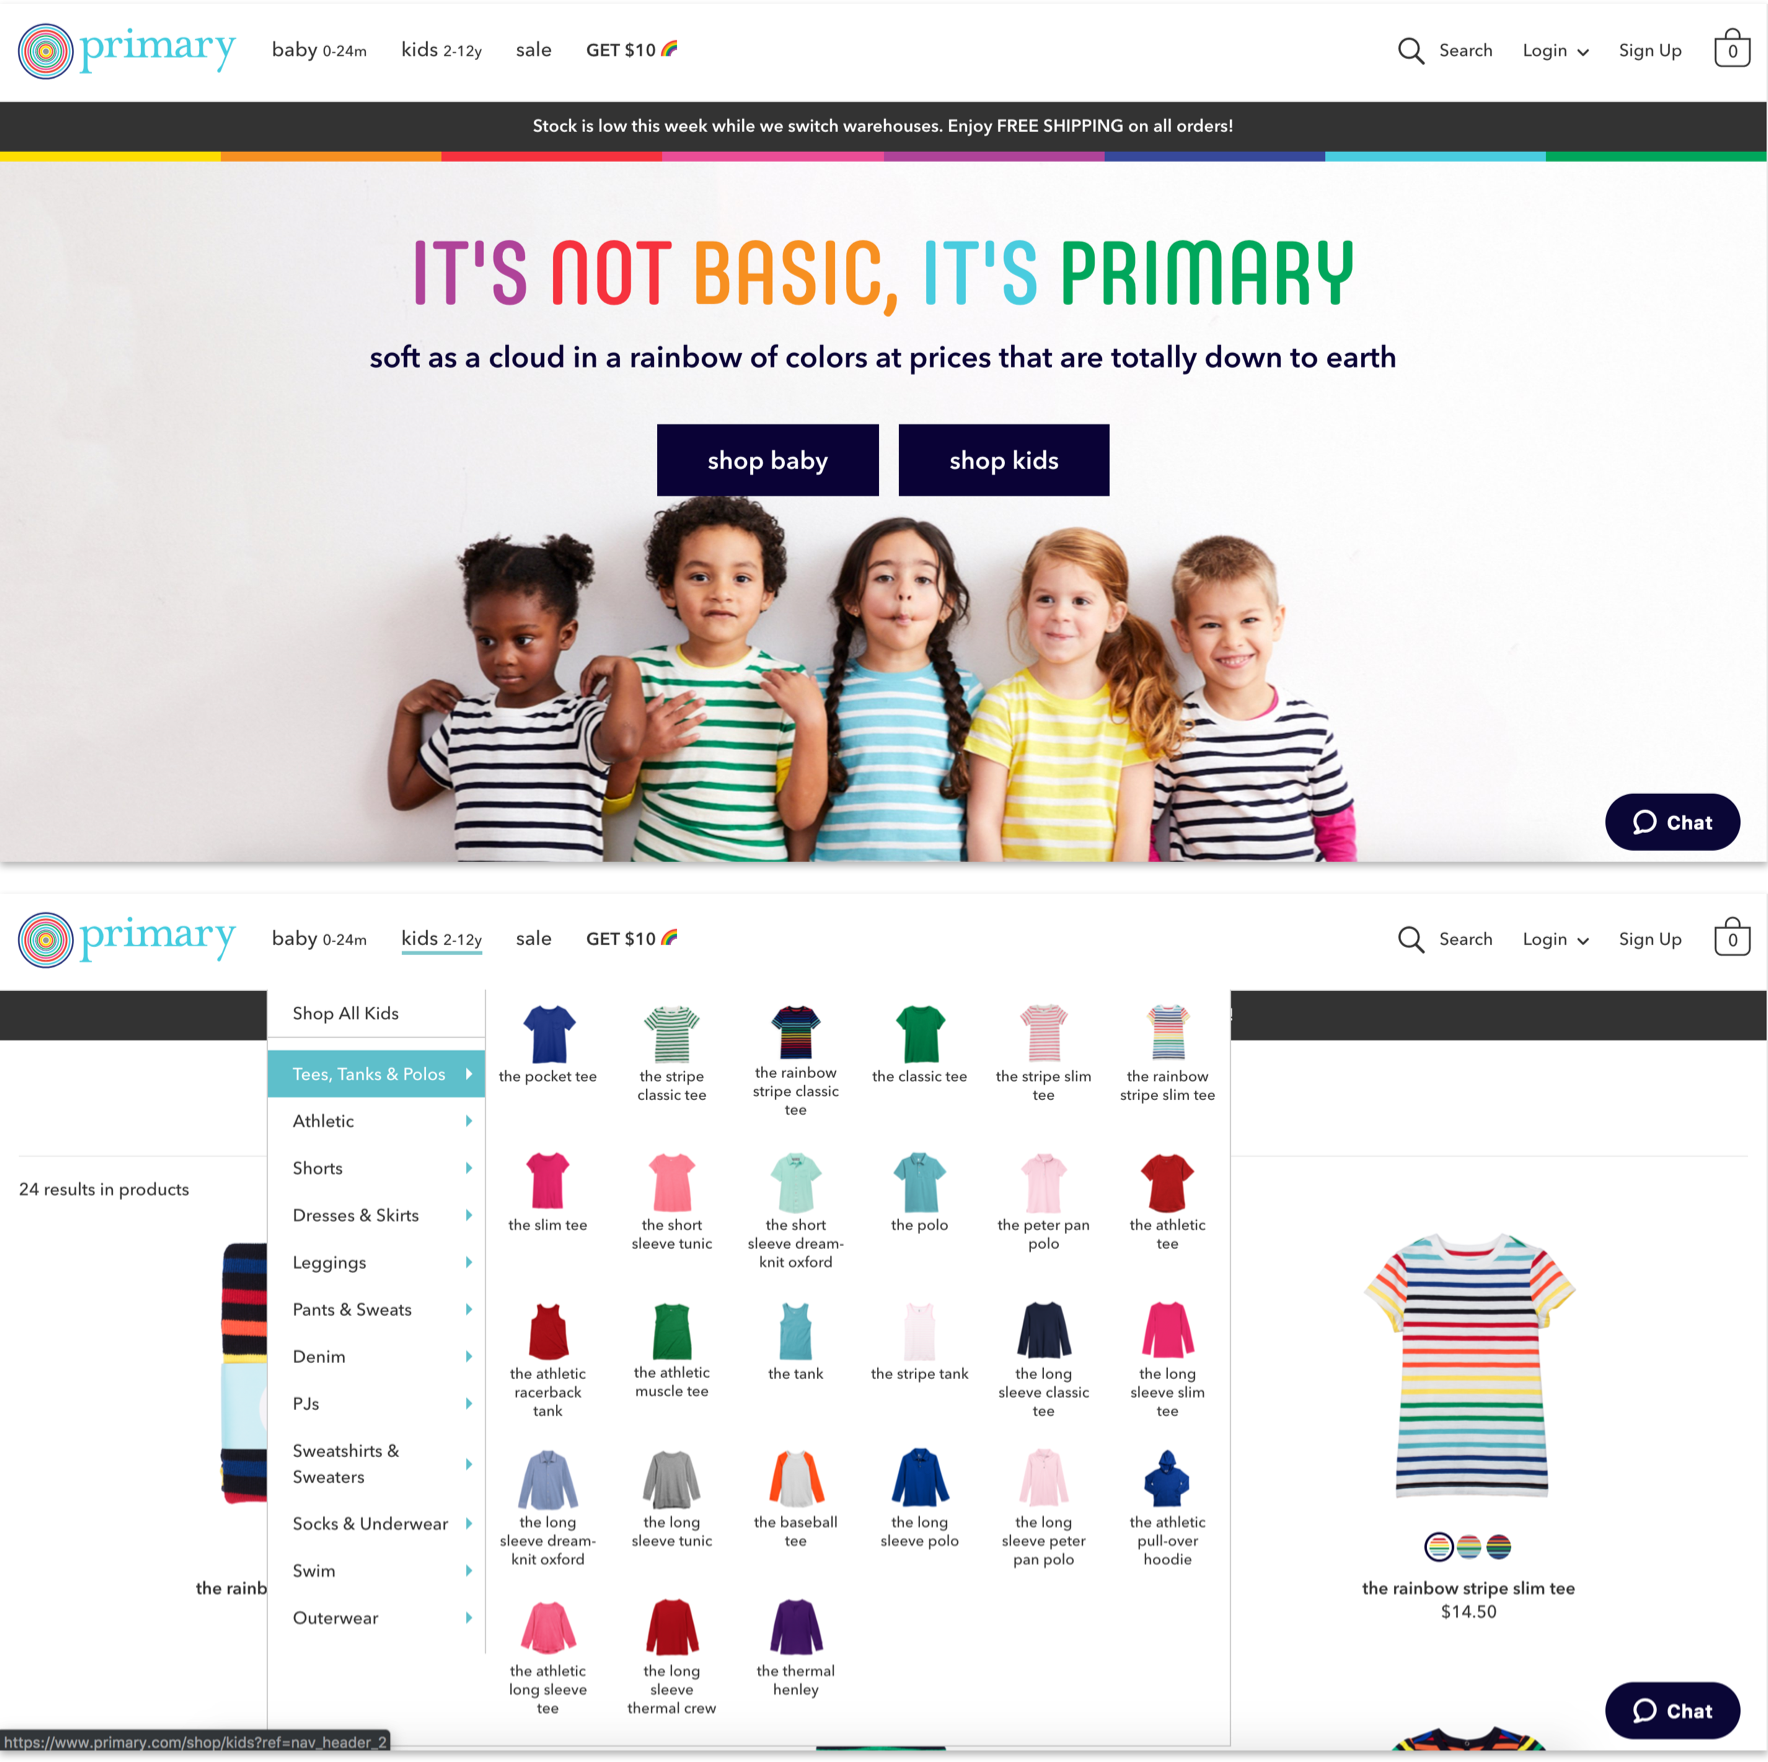 primary
baby 0-24m kids 2-12y sale GET $10
Search Login Sign Up 0
Stock is low this week while we switch warehouses. Enjoy FREE SHIPPING on all orders!
IT'S NOT BASIC, IT'S PRIMARY
soft as a cloud in a rainbow of colors at prices that are totally down to earth
shop baby shop kids
Chat
primary
baby 0-24m kids 2-12y sale GET $10
Search Login Sign Up 0
Shop All Kids
Tees, Tanks & Polos
Athletic
Shorts
Dresses & Skirts
Leggings
Pants & Sweats
Denim
PJs
Sweatshirts &
Sweaters
Socks & Underwear
Swim
Outerwear
the pocket tee
the stripe
classic tee
the rainbow
stripe classic
tee
the classic tee
the stripe slim
tee
the rainbow
stripe slim tee
the slim tee
the short
sleeve tunic
the short
sleeve dream-
knit oxford
the polo
the peter pan
polo
the athletic
tee
the athletic
racerback
tank
the athletic
muscle tee
the tank
the stripe tank
the long
sleeve classic
tee
the long
sleeve slim
tee
the long
sleeve dream-
knit oxford
the long
sleeve tunic
the baseball
tee
the long
sleeve polo
the long
sleeve peter
pan polo
the athletic
pull-over
hoodie
the athletic
long sleeve
tee
the long
sleeve
thermal crew
the thermal
henley
24 results in products
the rainb
the rainbow stripe slim tee
$14.50
Chat
https://www.primary.com/shop/kids?ref=nav_header_2